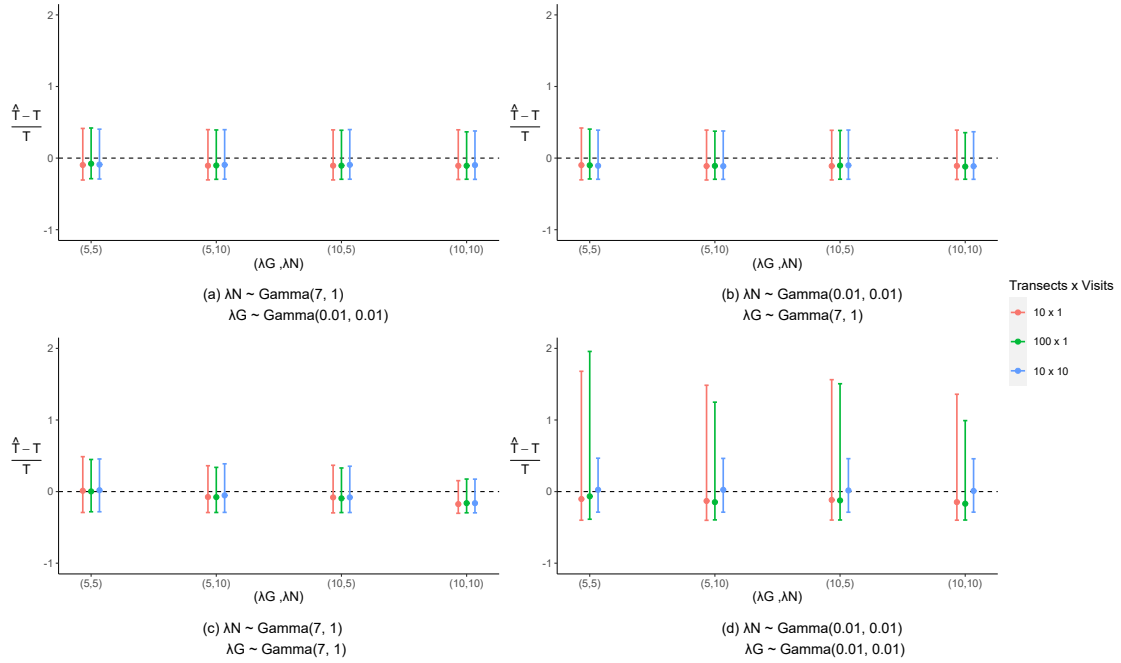 2
1
0
-1
T̂ − T
T
(5,5)
(5,10)
(10,5)
(10,10)
(λG ,λN)
(a) λN ~ Gamma(7, 1)
λG ~ Gamma(0.01, 0.01)
2
1
0
-1
T̂ − T
T
(5,5)
(5,10)
(10,5)
(10,10)
(λG ,λN)
(b) λN ~ Gamma(0.01, 0.01)
λG ~ Gamma(7, 1)
Transects x Visits
10 x 1
100 x 1
10 x 10
2
1
0
-1
T̂ − T
T
(5,5)
(5,10)
(10,5)
(10,10)
(λG ,λN)
(c) λN ~ Gamma(7, 1)
λG ~ Gamma(7, 1)
2
1
0
-1
T̂ − T
T
(5,5)
(5,10)
(10,5)
(10,10)
(λG ,λN)
(d) λN ~ Gamma(0.01, 0.01)
λG ~ Gamma(0.01, 0.01)